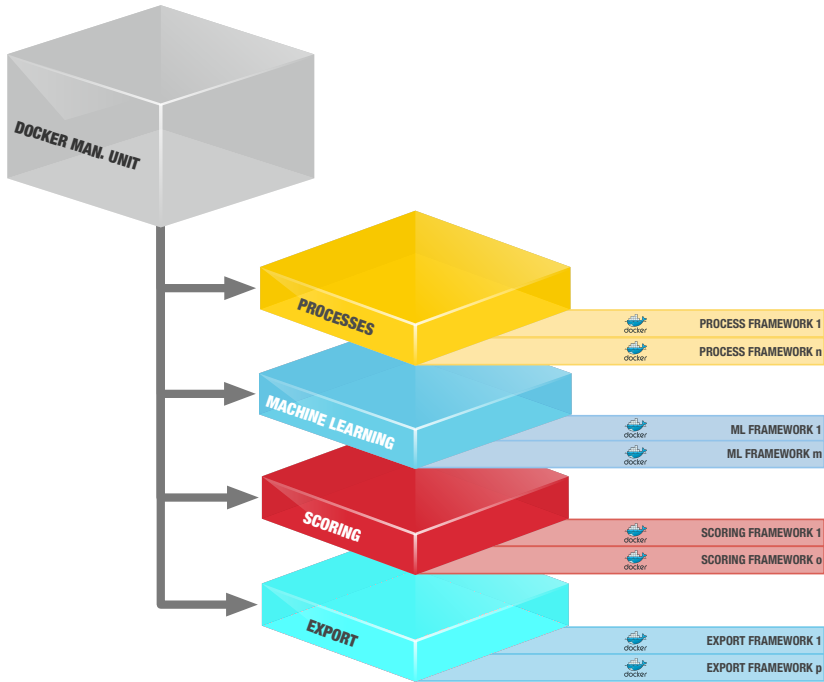 DOCKER MAN. UNIT
PROCESSES
docker
PROCESS FRAMEWORK 1
docker
PROCESS FRAMEWORK n
MACHINE LEARNING
docker
ML FRAMEWORK 1
docker
ML FRAMEWORK m
SCORING
docker
SCORING FRAMEWORK 1
docker
SCORING FRAMEWORK o
EXPORT
docker
EXPORT FRAMEWORK 1
docker
EXPORT FRAMEWORK p